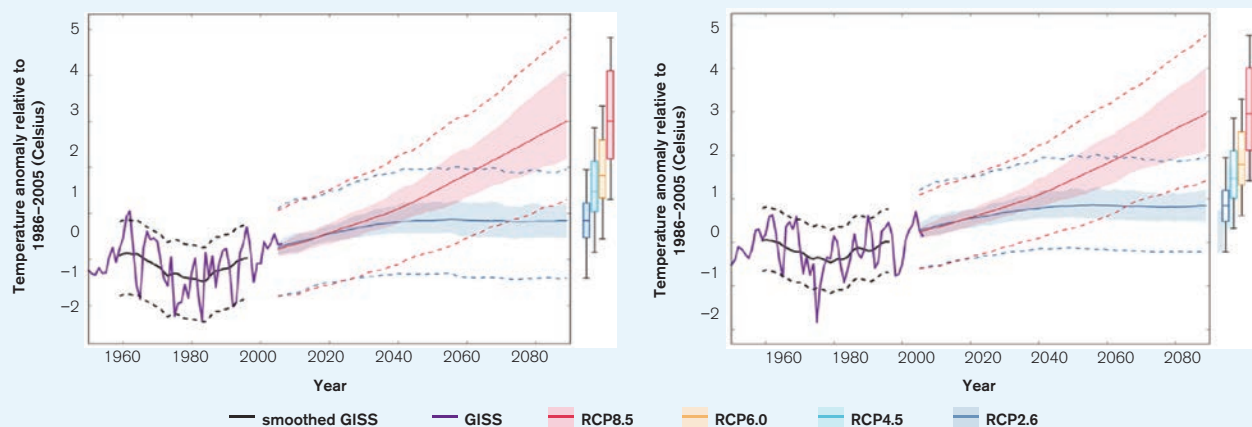 Temperature anomaly relative to
1986–2005 (Celsius)
5
4
3
2
1
0
–1
–2
1960 1980 2000 2020 2040 2060 2080
Year
Temperature anomaly relative to
1986–2005 (Celsius)
5
4
3
2
1
0
–1
–2
1960 1980 2000 2020 2040 2060 2080
Year
smoothed GISS GISS RCP8.5 RCP6.0 RCP4.5 RCP2.6